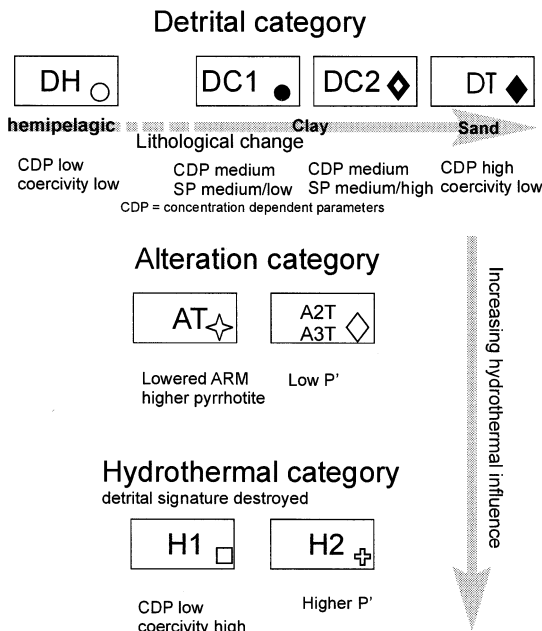 Detrital category
DH DC1 DC2 DT
hemipelagic Clay Sand
Lithological change
CDP low
coercivity low
CDP medium
SP medium/low
CDP medium
SP medium/high
CDP high
coercivity low
CDP = concentration dependent parameters
Alteration category
AT
A2T
A3T
Lowered ARM
higher pyrrhotite
Low P'
Increasing hydrothermal influence
Hydrothermal category
detrital signature destroyed
H1 H2
CDP low
coercivity high
Higher P'